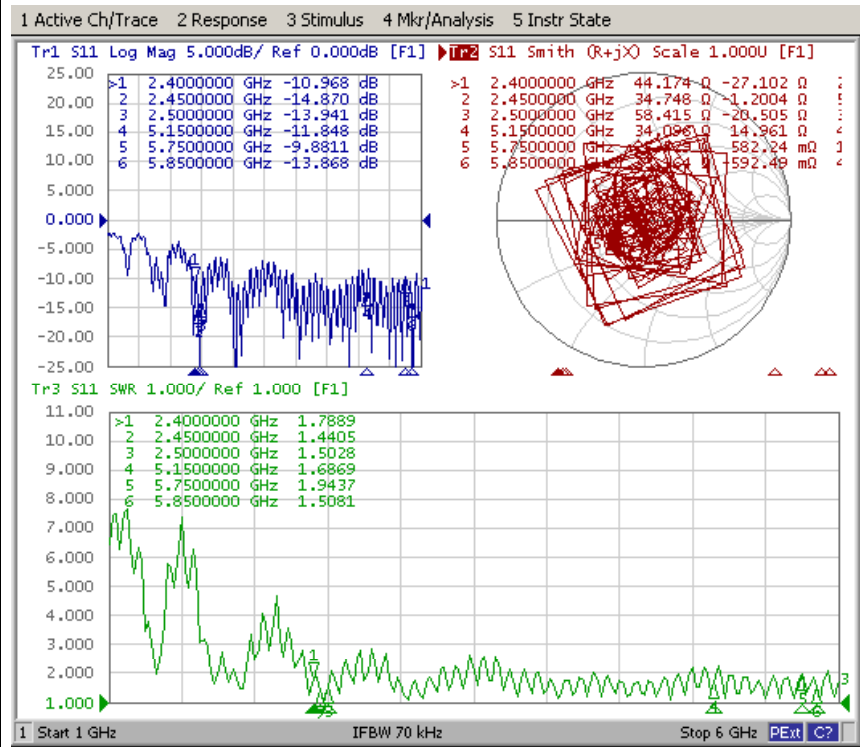 1 Active Ch/Trace 2 Response 3 Stimulus 4 Mkr/Analysis 5 Instr State
Tr1 S11 Log Mag 5.000dB/ Ref 0.000dB [F1]
25.00
20.00
15.00
10.00
5.000
0.000
-5.000
-10.00
-15.00
-20.00
-25.00
>1 2.4000000 GHz -10.968 dB
2 2.4500000 GHz -14.870 dB
3 2.5000000 GHz -13.941 dB
4 5.1500000 GHz -11.848 dB
5 5.7500000 GHz -9.8811 dB
6 5.8500000 GHz -13.868 dB
1
1
Tr2 S11 Smith (R+jX) Scale 1.000U [F1]
>1 2.4000000 GHz 44.174 Ω -27.102 Ω
2 2.4500000 GHz 34.748 Ω -1.2004 Ω
3 2.5000000 GHz 58.415 Ω -20.505 Ω
4 5.1500000 GHz 34.096 Ω 14.961 Ω
5 5.7500000 GHz 582.24 mΩ
6 5.8500000 GHz -592.49 mΩ
Tr3 S11 SWR 1.000/ Ref 1.000 [F1]
11.00
10.00
9.000
8.000
7.000
6.000
5.000
4.000
3.000
2.000
1.000
>1 2.4000000 GHz 1.7889
2 2.4500000 GHz 1.4405
3 2.5000000 GHz 1.5028
4 5.1500000 GHz 1.6869
5 5.7500000 GHz 1.9437
6 5.8500000 GHz 1.5081
1
3
4
5
6
1 Start 1 GHz IFBW 70 kHz Stop 6 GHz PExt C?